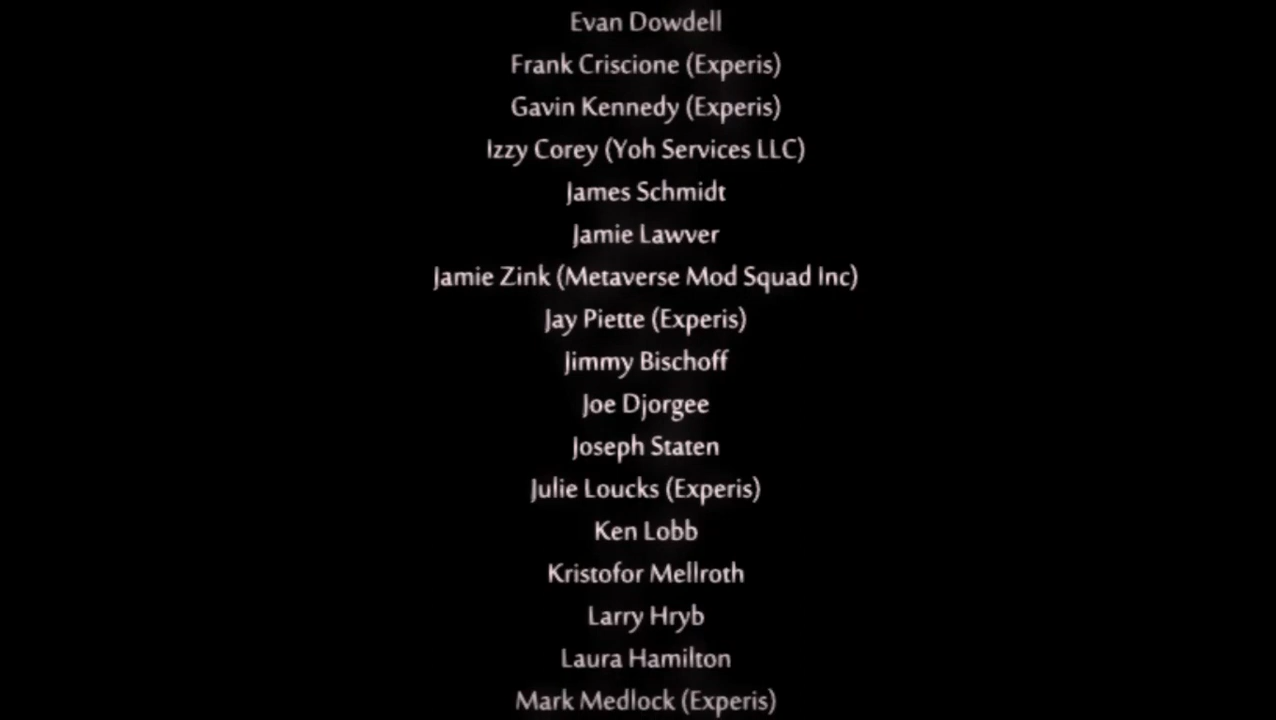 Evan Dowdell
Frank Criscione (Experis)
Gavin Kennedy (Experis)
Izzy Corey (Yoh Services LLC)
James Schmidt
Jamie Lawver
Jamie Zink (Metaverse Mod Squad Inc)
Jay Piette (Experis)
Jimmy Bischoff
Joe Djorgee
Joseph Staten
Julie Loucks (Experis)
Ken Lobb
Kristofor Mellroth
Larry Hryb
Laura Hamilton
Mark Medlock (Experis)